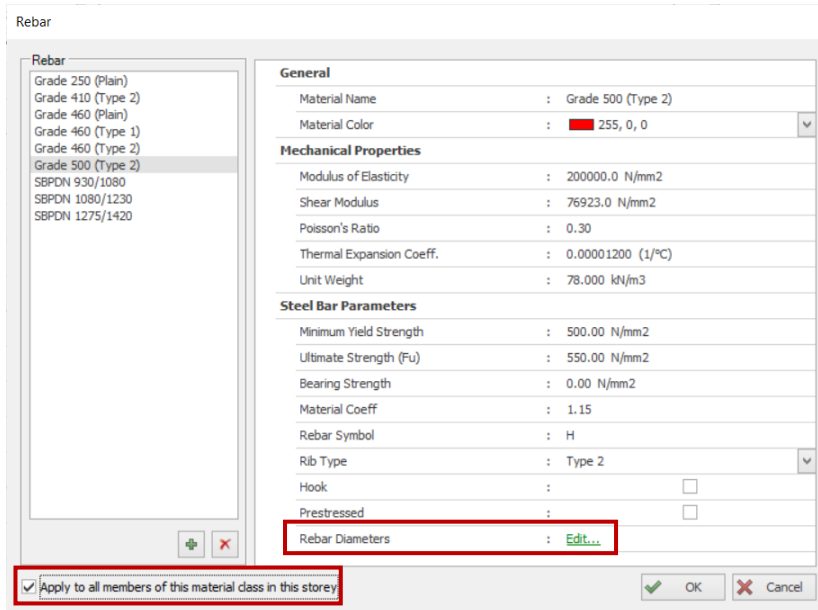 Rebar
Rebar
Grade 250 (Plain)
Grade 410 (Type 2)
Grade 460 (Plain)
Grade 460 (Type 1)
Grade 460 (Type 2)
Grade 500 (Type 2)
SBPDN 930/1080
SBPDN 1080/1230
SBPDN 1275/1420
General
Material Name : Grade 500 (Type 2)
Material Color : 255, 0, 0
Mechanical Properties
Modulus of Elasticity : 200000.0 N/mm2
Shear Modulus : 76923.0 N/mm2
Poisson's Ratio : 0.30
Thermal Expansion Coeff. : 0.00001200 (1/°C)
Unit Weight : 78.000 kN/m3
Steel Bar Parameters
Minimum Yield Strength : 500.00 N/mm2
Ultimate Strength (Fu) : 550.00 N/mm2
Bearing Strength : 0.00 N/mm2
Material Coeff : 1.15
Rebar Symbol : H
Rib Type : Type 2
Hook :
Prestressed :
Rebar Diameters : Edit...
Apply to all members of this material class in this storey
OK
Cancel